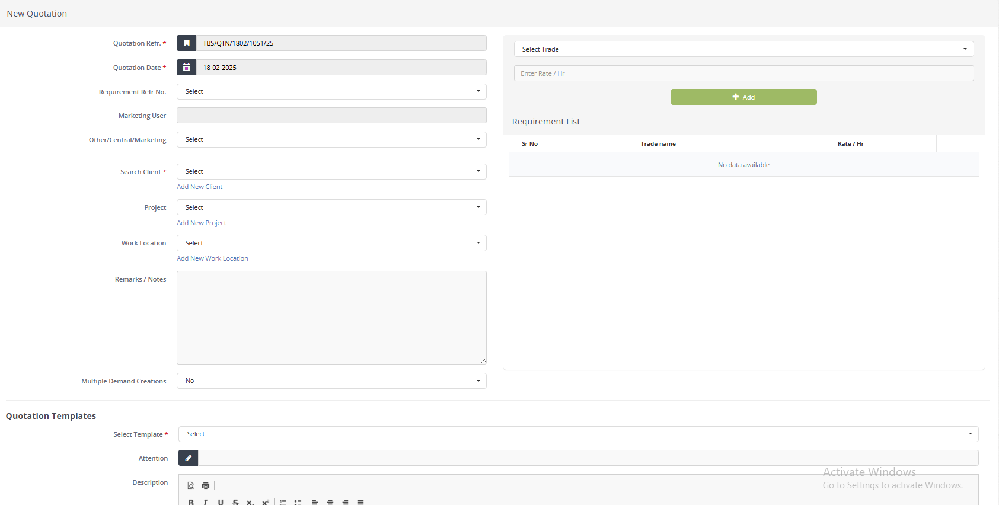 New Quotation
Quotation Refr. *
TBS/QTN/1802/1051/25
Quotation Date *
18-02-2025
Requirement Refr No.
Select
Marketing User
Other/Central/Marketing
Select
Search Client *
Select
Add New Client
Project
Select
Add New Project
Work Location
Select
Add New Work Location
Remarks / Notes
Multiple Demand Creations
No
Select Trade
Enter Rate / Hr
Add
Requirement List
Sr No Trade name Rate / Hr
No data available
Quotation Templates
Select Template *
Select..
Attention
Description
Activate Windows
Go to Settings to activate Windows.